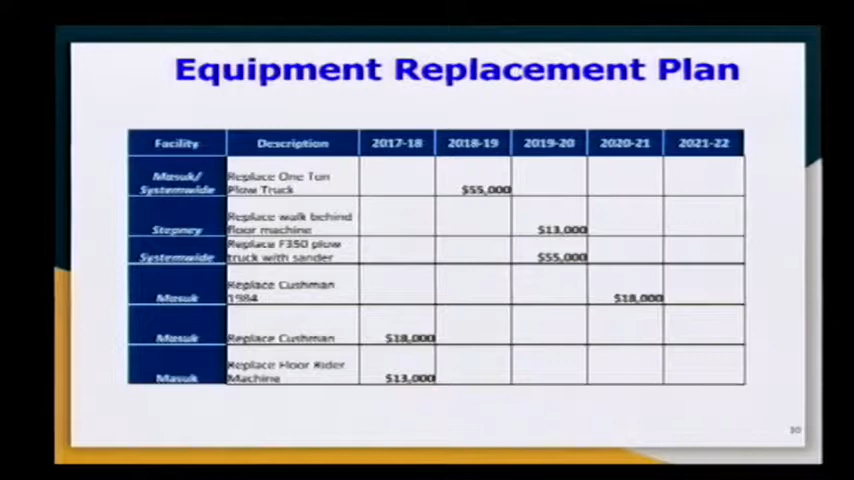 Equipment Replacement Plan
Facility Description 2017-18 2018-19 2019-20 2020-21 2021-22
Masuk/ Replace One Ton
Systemwide Plow Truck $55,000
Replace walk behind
Stepney floor machine $13,000
Replace F350 plow
Systemwide truck with sander $55,000
Replace Cushman
Masuk 1984 $18,000
Masuk Replace Cushman $18,000
Replace Floor Rider
Masuk Machine $13,000
30